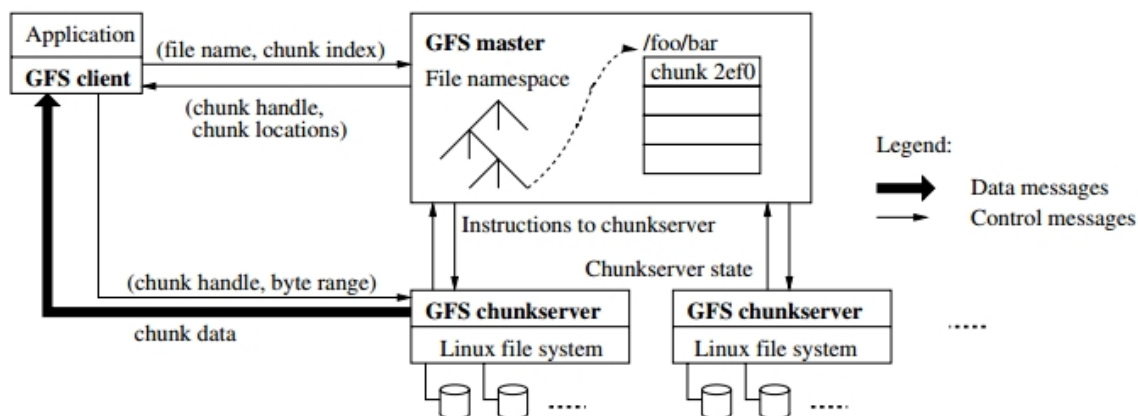 Application
GFS client
(file name, chunk index)
(chunk handle,
chunk locations)
GFS master
File namespace
/foo/bar
chunk 2ef0
Legend:
Data messages
Control messages
Instructions to chunkserver
Chunkserver state
(chunk handle, byte range)
chunk data
GFS chunkserver
Linux file system
GFS chunkserver
Linux file system